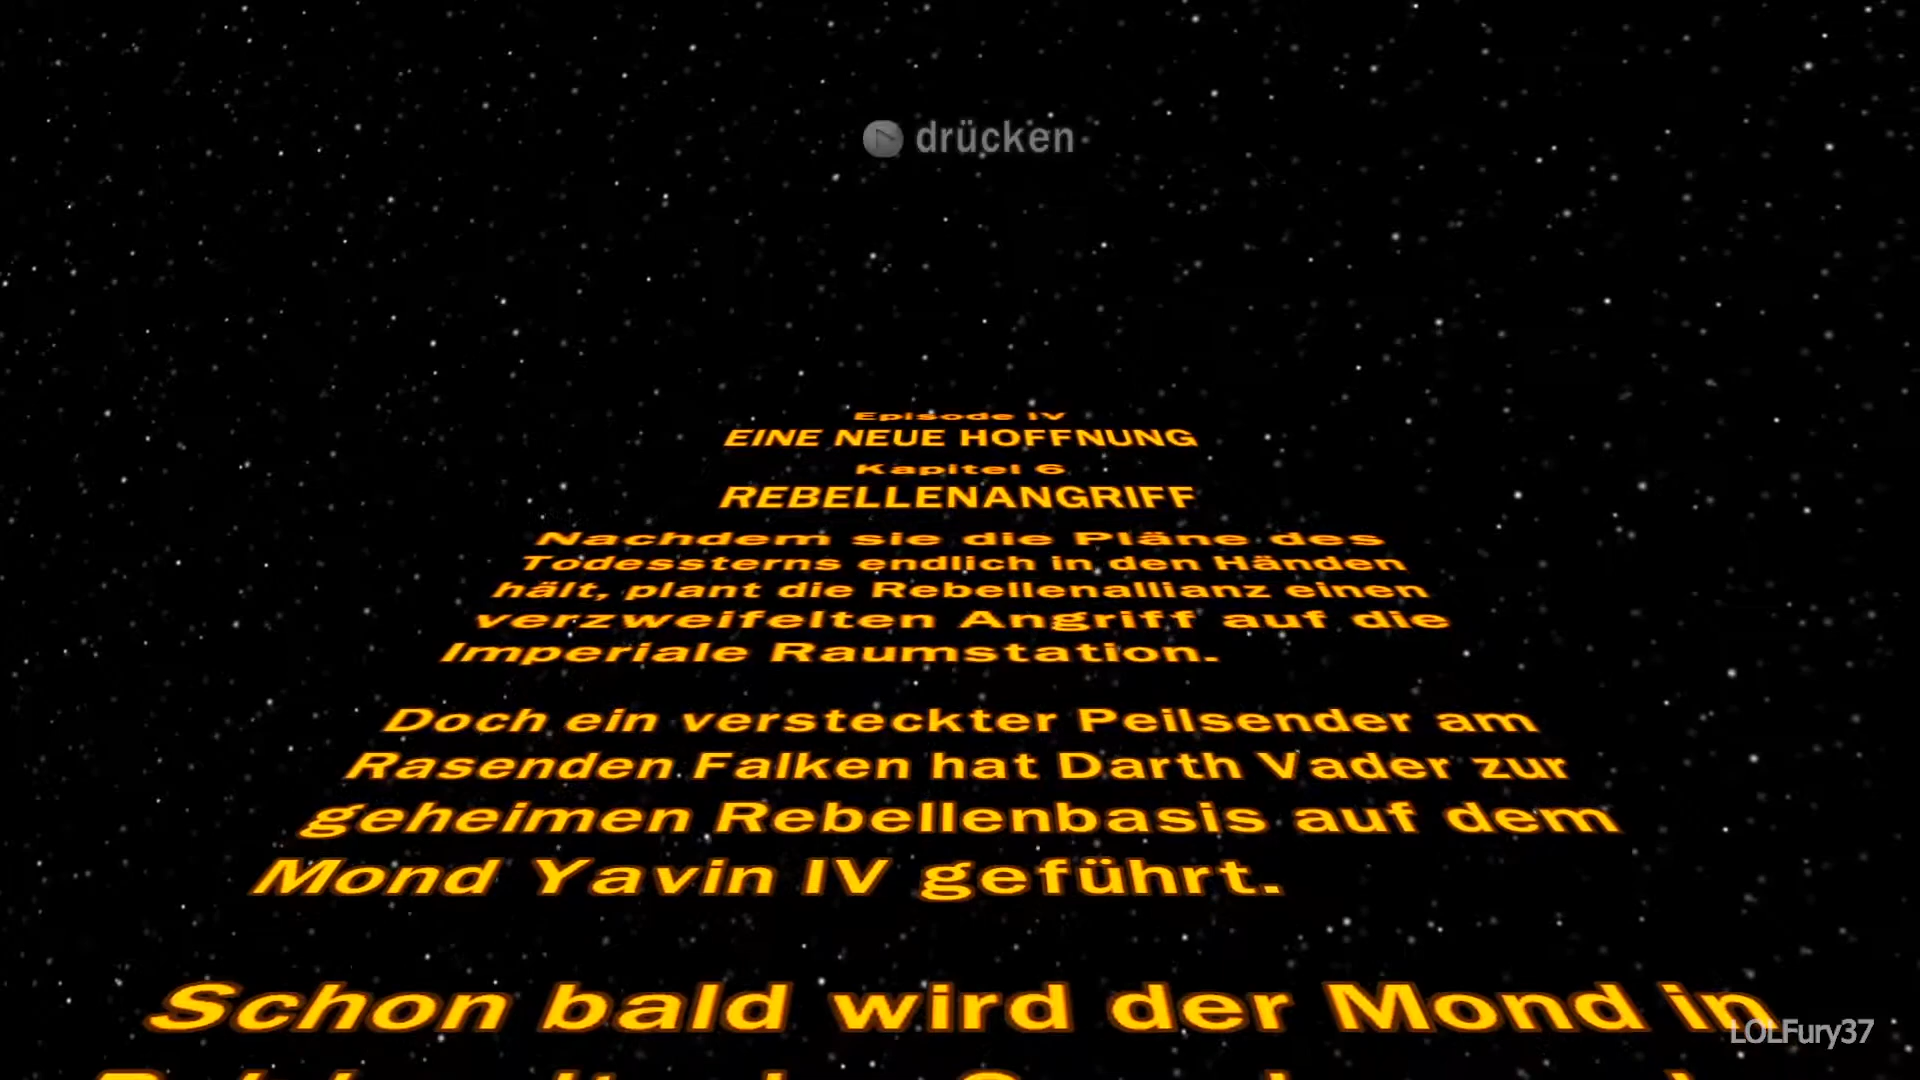 drücken
Episode IV
EINE NEUE HOFFNUNG
Kapitel 6
REBELLENANGRIFF
Nachdem sie die Pläne des
Todessterns endlich in den Händen
hält, plant die Rebellenallianz einen
verzweifelten Angriff auf die
Imperiale Raumstation.
Doch ein versteckter Peilsender am
Rasenden Falken hat Darth Vader zur
geheimen Rebellenbasis auf dem
Mond Yavin IV geführt.
Schon bald wird der Mond in
LOLFury37